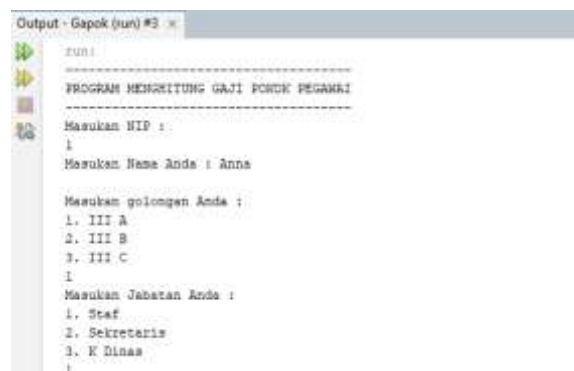 Output - Gapok (run) #3
run:
PROGRAM MENGHITUNG GAJI POKOK PEGAWAI
Masukan NIP :
1
Masukan Nama Anda : Anna
Masukan golongan Anda :
1. III A
2. III B
3. III C
1
Masukan Jabatan Anda :
1. Staf
2. Sekretaris
3. K Dinas
1